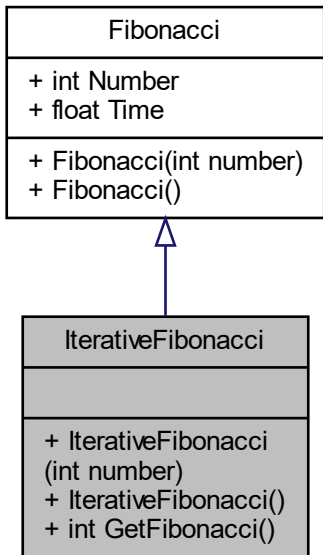 Fibonacci
+ int Number
+ float Time
+ Fibonacci(int number)
+ Fibonacci()
IterativeFibonacci
+ IterativeFibonacci
(int number)
+ IterativeFibonacci()
+ int GetFibonacci()